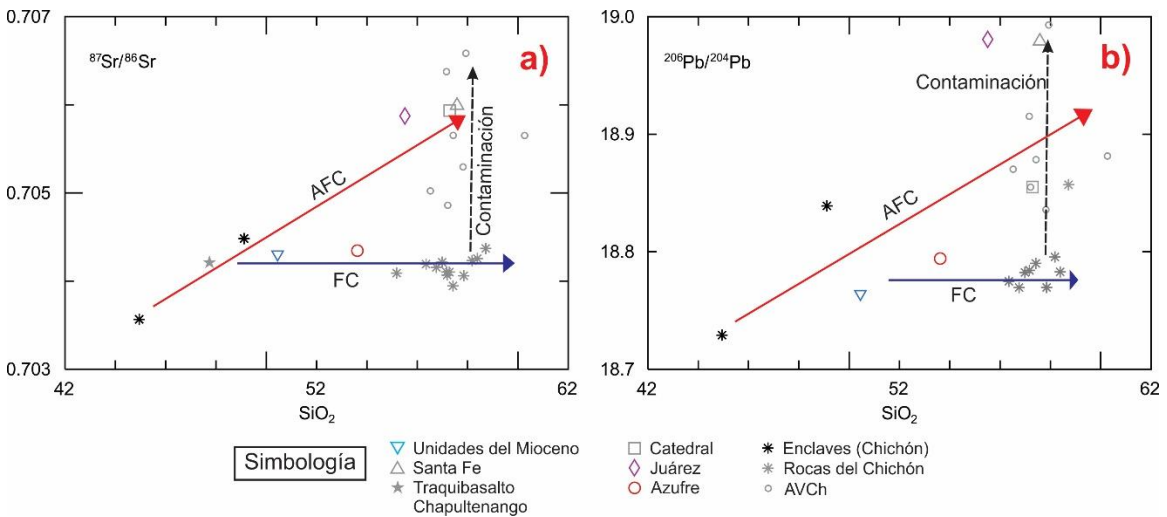 0.707
⁸⁷Sr/⁸⁶Sr
a)
0.705
AFC
Contaminación
FC
0.703
42
52
62
SiO₂
19.0
²⁰⁶Pb/²⁰⁴Pb
b)
Contaminación
18.9
AFC
18.8
FC
18.7
42
52
62
SiO₂
Simbología
Unidades del Mioceno
Santa Fe
Traquibasalto
Chapultenango
Catedral
Juárez
Azufre
Enclaves (Chichón)
Rocas del Chichón
AVCh